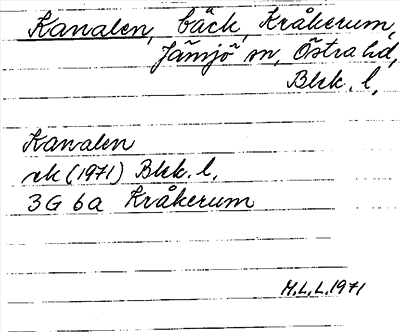 Kanalen, bäck, Kråkerum,
Jämjö sn, Östra hd,
Blek. l,
Kanalen
ek (1971) Blek. l,
3G 6a Kråkerum
M.L.L. 1971